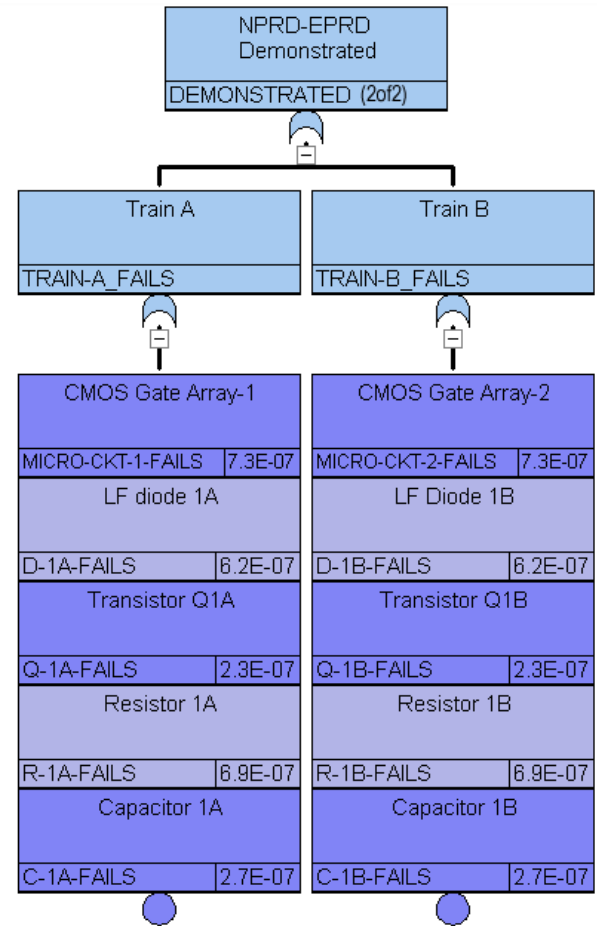 NPRD-EPRD
Demonstrated
DEMONSTRATED (2of2)
Train A
TRAIN-A_FAILS
Train B
TRAIN-B_FAILS
CMOS Gate Array-1
MICRO-CKT-1-FAILS 7.3E-07
LF diode 1A
D-1A-FAILS 6.2E-07
Transistor Q1A
Q-1A-FAILS 2.3E-07
Resistor 1A
R-1A-FAILS 6.9E-07
Capacitor 1A
C-1A-FAILS 2.7E-07
CMOS Gate Array-2
MICRO-CKT-2-FAILS 7.3E-07
LF Diode 1B
D-1B-FAILS 6.2E-07
Transistor Q1B
Q-1B-FAILS 2.3E-07
Resistor 1B
R-1B-FAILS 6.9E-07
Capacitor 1B
C-1B-FAILS 2.7E-07